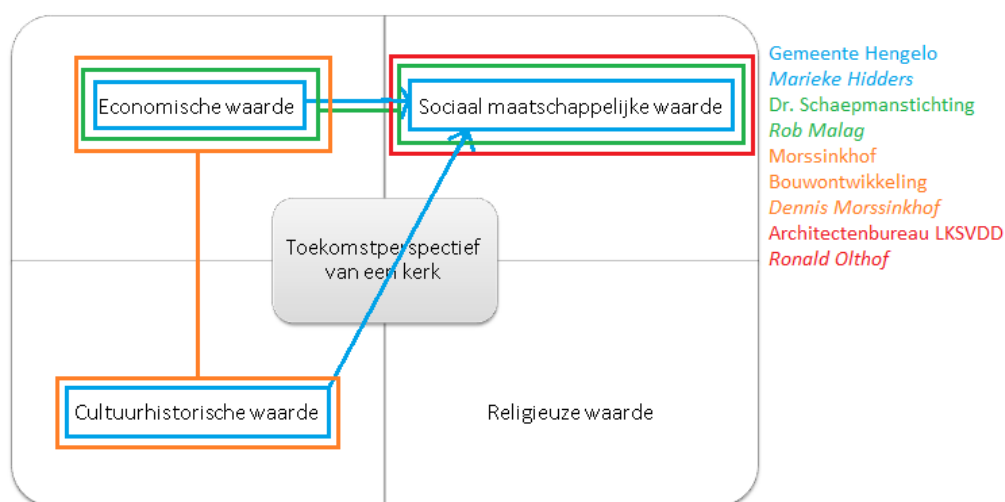 Economische waarde
Sociaal maatschappelijke waarde
Toekomstperspectief
van een kerk
Cultuurhistorische waarde
Religieuze waarde
Gemeente Hengelo
Marieke Hidders
Dr. Schaepmanstichting
Rob Malag
Morssinkhof
Bouwontwikkeling
Dennis Morssinkhof
Architectenbureau LKSVDD
Ronald Olthof